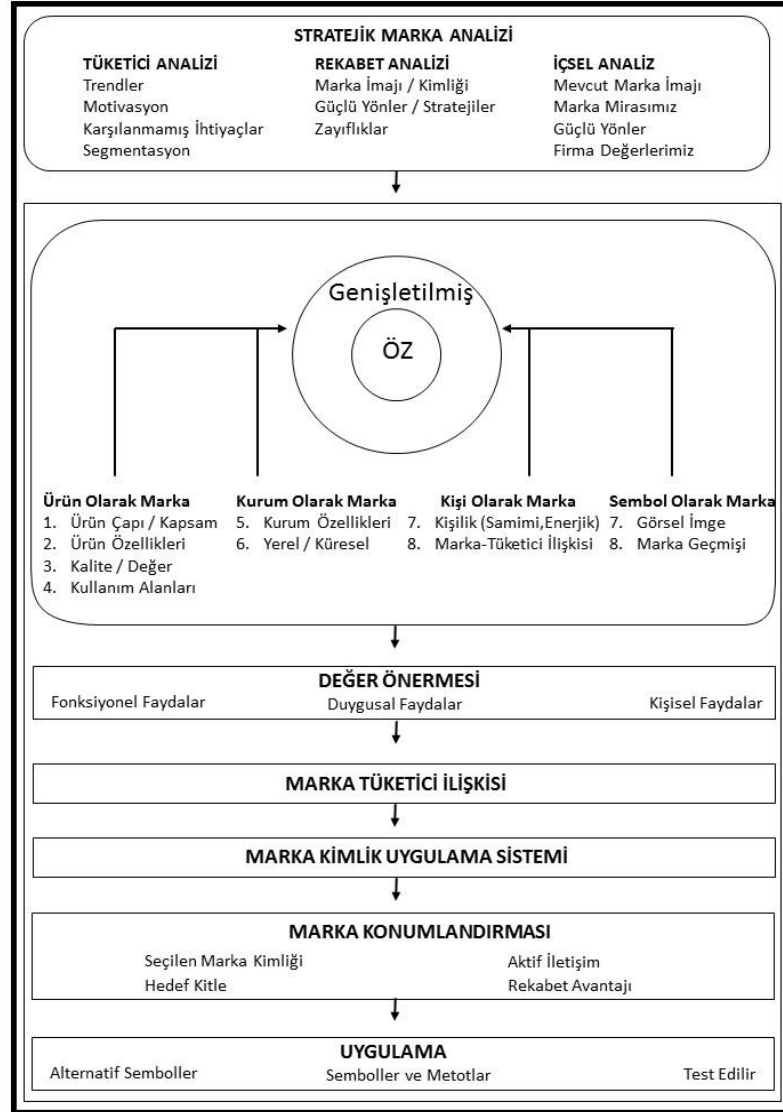 STRATEJİK MARKA ANALİZİ
TÜKETİCİ ANALİZİ
Trendler
Motivasyon
Karşılanmamış İhtiyaçlar
Segmentasyon
REKABET ANALİZİ
Marka İmajı / Kimliği
Güçlü Yönler / Stratejiler
Zayıflıklar
İÇSEL ANALİZ
Mevcut Marka İmajı
Marka Mirasımız
Güçlü Yönler
Firma Değerlerimiz
Genişletilmiş
ÖZ
Ürün Olarak Marka
1. Ürün Çapı / Kapsam
2. Ürün Özellikleri
3. Kalite / Değer
4. Kullanım Alanları
Kurum Olarak Marka
5. Kurum Özellikleri
6. Yerel / Küresel
Kişi Olarak Marka
7. Kişilik (Samimi,Enerjik)
8. Marka-Tüketici İlişkisi
Sembol Olarak Marka
7. Görsel İmge
8. Marka Geçmişi
DEĞER ÖNERMESİ
Fonksiyonel Faydalar
Duygusal Faydalar
Kişisel Faydalar
MARKA TÜKETİCİ İLİŞKİSİ
MARKA KİMLİK UYGULAMA SİSTEMİ
MARKA KONUMLANDIRMASI
Seçilen Marka Kimliği
Hedef Kitle
Aktif İletişim
Rekabet Avantajı
UYGULAMA
Alternatif Semboller
Semboller ve Metotlar
Test Edilir